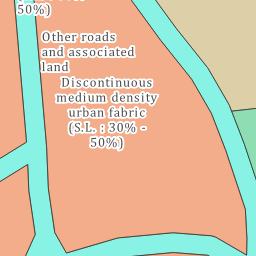 50%)
Other roads
and associated
land
Discontinuous
medium density
urban fabric
(S.L. : 30% -
50%)